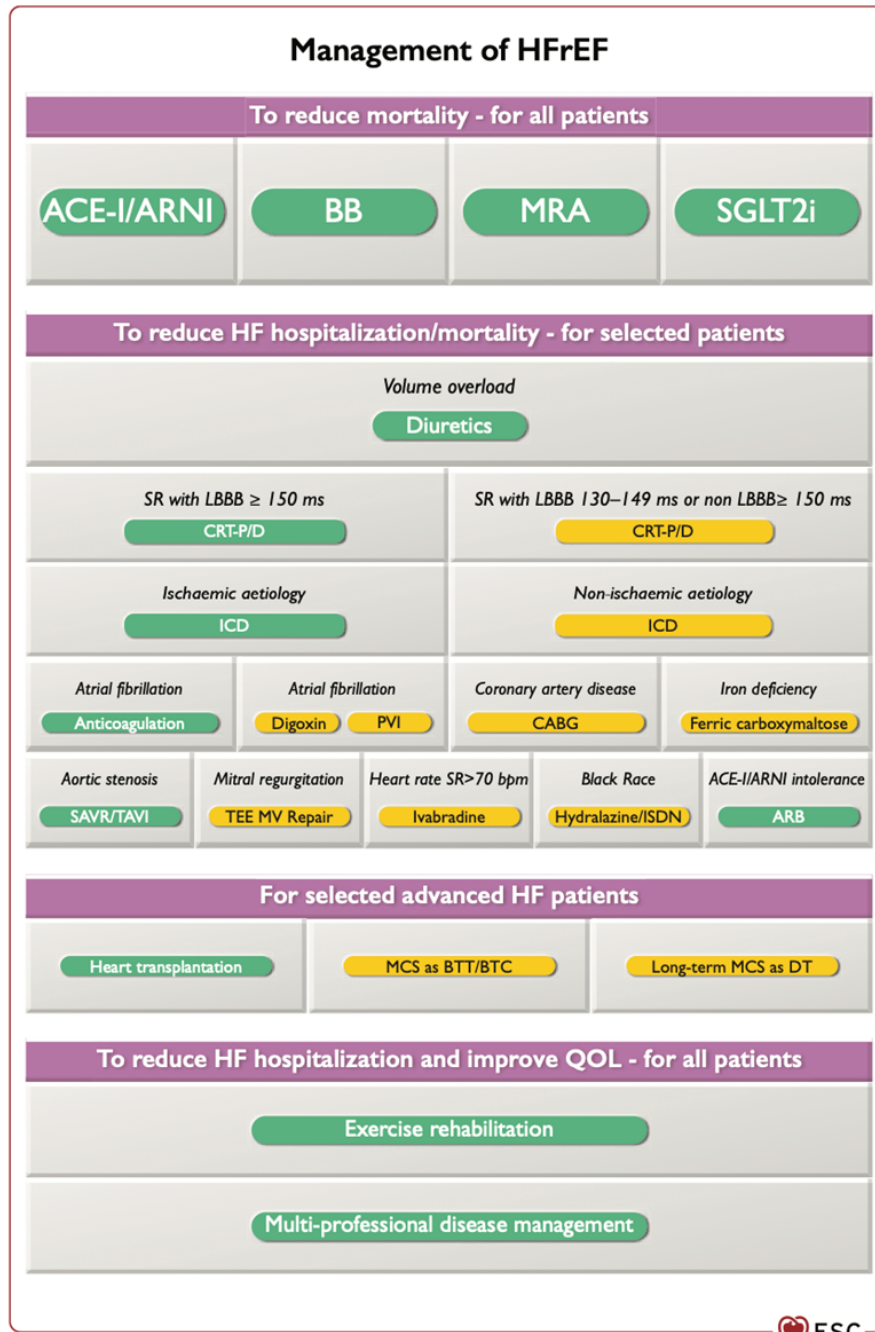 Management of HFrEF
To reduce mortality - for all patients
ACE-I/ARNI
BB
MRA
SGLT2i
To reduce HF hospitalization/mortality - for selected patients
Volume overload
Diuretics
SR with LBBB ≥ 150 ms
CRT-P/D
SR with LBBB 130–149 ms or non LBBB≥ 150 ms
CRT-P/D
Ischaemic aetiology
ICD
Non-ischaemic aetiology
ICD
Atrial fibrillation
Anticoagulation
Atrial fibrillation
Digoxin PVI
Coronary artery disease
CABG
Iron deficiency
Ferric carboxymaltose
Aortic stenosis
SAVR/TAVI
Mitral regurgitation
TEE MV Repair
Heart rate SR>70 bpm
Ivabradine
Black Race
Hydralazine/ISDN
ACE-I/ARNI intolerance
ARB
For selected advanced HF patients
Heart transplantation
MCS as BTT/BTC
Long-term MCS as DT
To reduce HF hospitalization and improve QOL - for all patients
Exercise rehabilitation
Multi-professional disease management
ESC